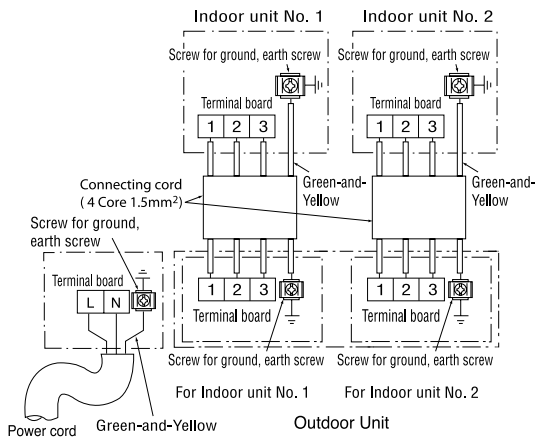 Indoor unit No. 1
Indoor unit No. 2
Screw for ground, earth screw
Screw for ground, earth screw
Terminal board
Terminal board
1 2 3
1 2 3
Green-and-
Yellow
Green-and-
Yellow
Connecting cord
( 4 Core 1.5mm²)
Screw for ground,
earth screw
Terminal board
L N
1 2 3
1 2 3
Terminal board
Terminal board
Screw for ground, earth screw
Screw for ground, earth screw
For Indoor unit No. 1
For Indoor unit No. 2
Power cord
Green-and-Yellow
Outdoor Unit